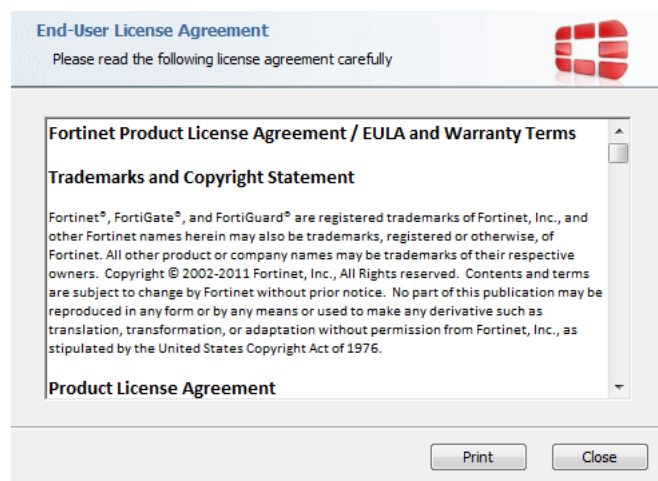 End-User License Agreement
Please read the following license agreement carefully
Fortinet Product License Agreement / EULA and Warranty Terms
Trademarks and Copyright Statement
Fortinet®, FortiGate®, and FortiGuard® are registered trademarks of Fortinet, Inc., and
other Fortinet names herein may also be trademarks, registered or otherwise, of
Fortinet. All other product or company names may be trademarks of their respective
owners. Copyright © 2002-2011 Fortinet, Inc., All Rights reserved. Contents and terms
are subject to change by Fortinet without prior notice. No part of this publication may be
reproduced in any form or by any means or used to make any derivative such as
translation, transformation, or adaptation without permission from Fortinet, Inc., as
stipulated by the United States Copyright Act of 1976.
Product License Agreement
Print
Close